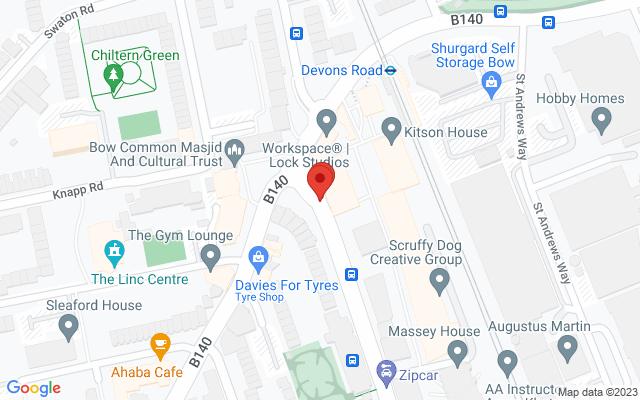 Swaton Rd
B140
Chiltern Green
Devons Road
Shurgard Self
Storage Bow
St Andrews Way
Hobby Homes
Bow Common Masjid
And Cultural Trust
Workspace® |
Lock Studios
Kitson House
Knapp Rd
B140
St Andrews Way
The Gym Lounge
The Linc Centre
Davies For Tyres
Tyre Shop
Scruffy Dog
Creative Group
Sleaford House
Massey House
Augustus Martin
B140
Ahaba Cafe
Zipcar
AA Instructo
Google
Map data ©2023